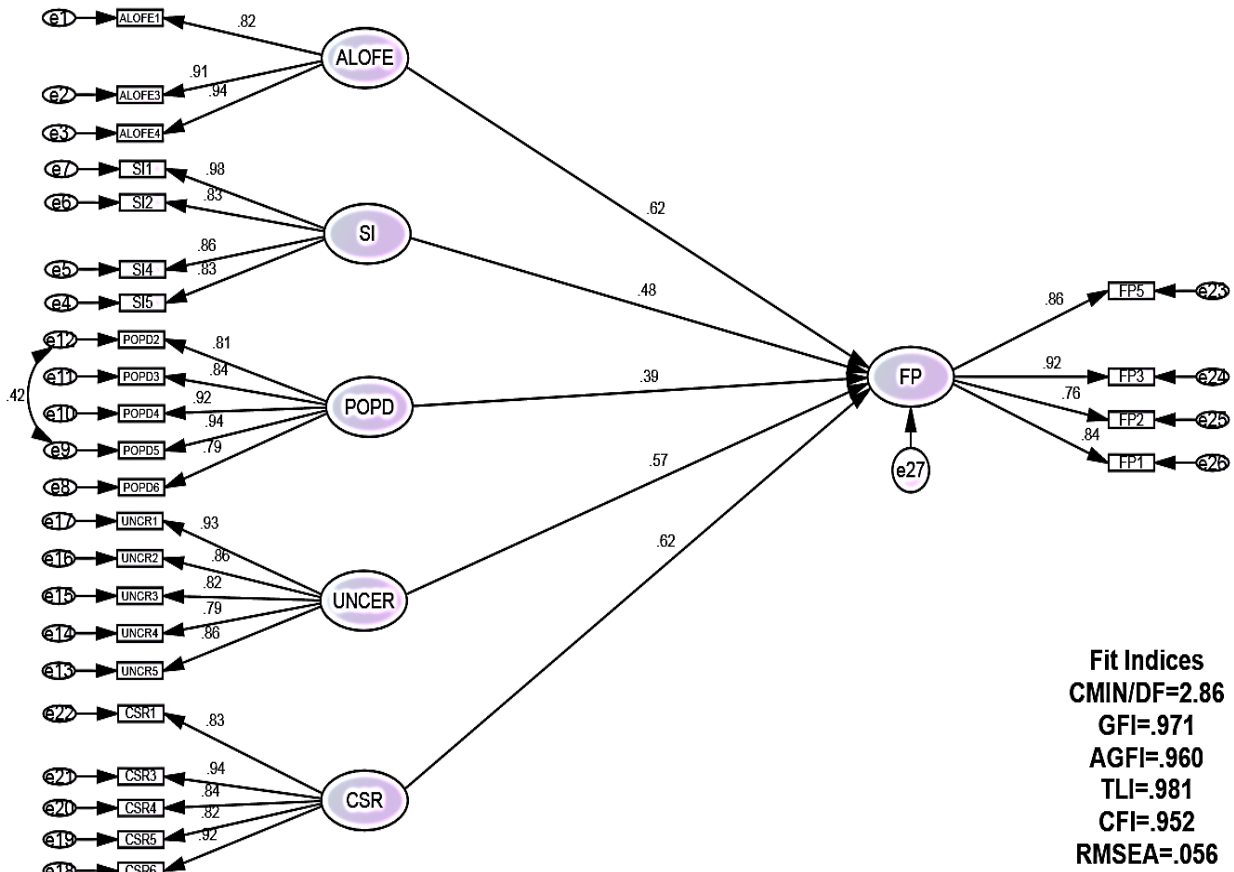 e1 ALOFE1 .82
ALOFE
.91
e2 ALOFE3 .94
e3 ALOFE4
e7 SI1 .98
e6 SI2 .83
.62
SI
.86
e5 SI4 .83
e4 SI5
.48
FP5 e23
.86
e12 POPD2 .81
e11 POPD3 .84
.92
FP3 e24
FP
.76
.39
.42
e10 POPD4 .92
POPD
FP2 e25
.94
.84
e9 POPD5 .79
FP1 e26
e8 POPD6
.57
e27
e17 UNCR1 .93
e16 UNCR2 .86
.62
.82
e15 UNCR3
UNCER
.79
e14 UNCR4 .86
e13 UNCR5
e22 CSR1 .83
e21 CSR3 .94
.84
CSR
e20 CSR4 .82
e19 CSR5 .92
e18 CSR6
Fit Indices
CMIN/DF=2.86
GFI=.971
AGFI=.960
TLI=.981
CFI=.952
RMSEA=.056